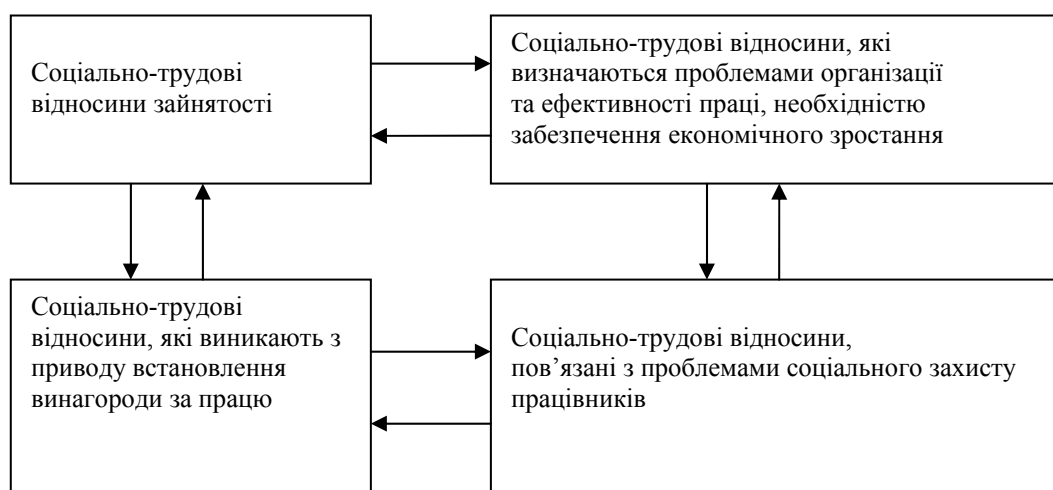 Соціально-трудові
відносини зайнятості
Соціально-трудові відносини, які
визначаються проблемами організації
та ефективності праці, необхідністю
забезпечення економічного зростання
Соціально-трудові
відносини, які виникають з
приводу встановлення
винагороди за працю
Соціально-трудові відносини,
пов’язані з проблемами соціального захисту
працівників